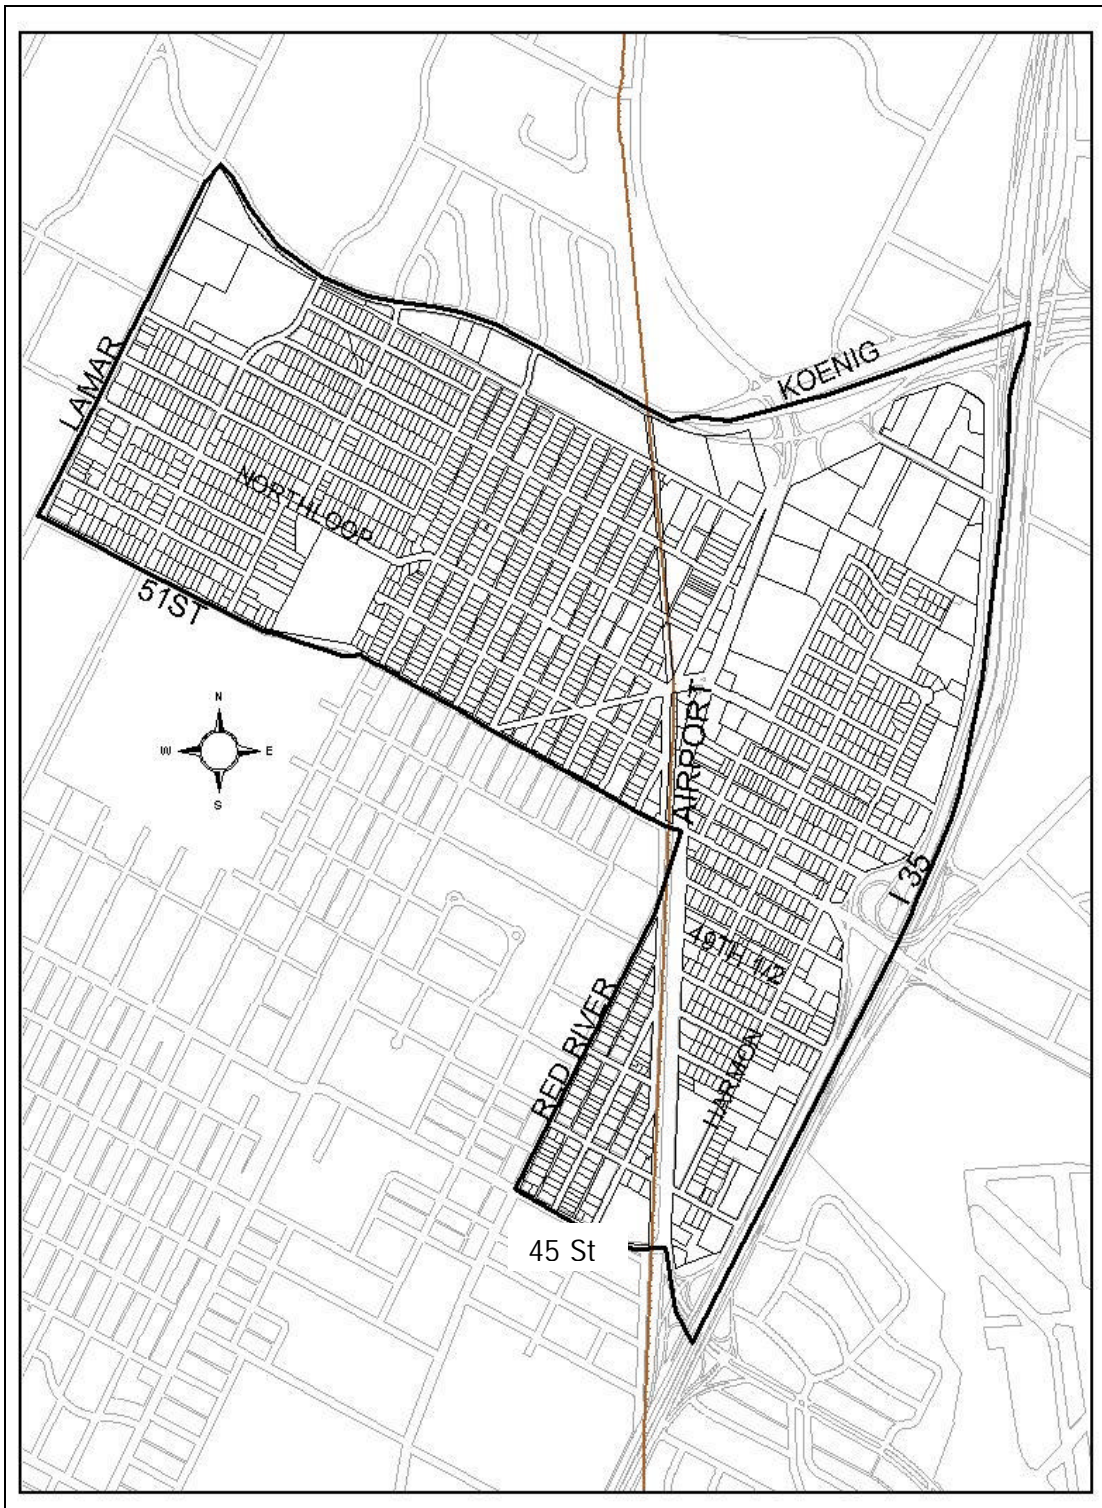 KOENIG
LAMAR
NORTHLOOP
51ST
N
W
E
S
AIRPORT
I 35
49TH 1/2
RED RIVER
HARMON
45 St